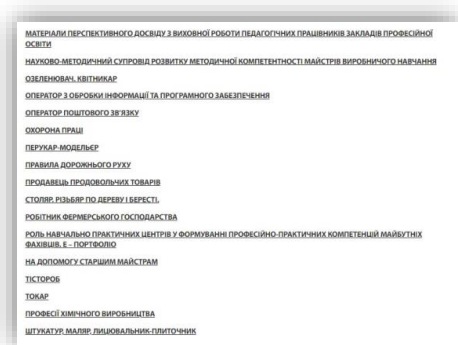 МАТЕРІАЛИ ПЕРСПЕКТИВНОГО ДОСВІДУ З ВИХОВНОЇ РОБОТИ ПЕДАГОГІЧНИХ ПРАЦІВНИКІВ ЗАКЛАДІВ ПРОФЕСІЙНОЇ
ОСВІТИ
НАУКОВО-МЕТОДИЧНИЙ СУПРОВІД РОЗВИТКУ МЕТОДИЧНОЇ КОМПЕТЕНТНОСТІ МАЙСТРІВ ВИРОБНИЧОГО НАВЧАННЯ
ОЗЕЛЕНЮВАЧ. КВІТНИКАР
ОПЕРАТОР З ОБРОБКИ ІНФОРМАЦІЇ ТА ПРОГРАМНОГО ЗАБЕЗПЕЧЕННЯ
ОПЕРАТОР ПОШТОВОГО ЗВ'ЯЗКУ
ОХОРОНА ПРАЦІ
ПЕРУКАР-МОДЕЛЬЄР
ПРАВИЛА ДОРОЖНЬОГО РУХУ
ПРОДАВЕЦЬ ПРОДОВОЛЬЧИХ ТОВАРІВ
СТОЛЯР. РІЗЬБЯР ПО ДЕРЕВУ І БЕРЕСТІ.
РОБІТНИК ФЕРМЕРСЬКОГО ГОСПОДАРСТВА
РОЛЬ НАВЧАЛЬНО ПРАКТИЧНИХ ЦЕНТРІВ У ФОРМУВАННІ ПРОФЕСІЙНО-ПРАКТИЧНИХ КОМПЕТЕНЦІЙ МАЙБУТНІХ
ФАХІВЦІВ. Е – ПОРТФОЛІО
НА ДОПОМОГУ СТАРШИМ МАЙСТРАМ
ТІСТОРОБ
ТОКАР
ПРОФЕСІЇ ХІМІЧНОГО ВИРОБНИЦТВА
ШТУКАТУР, МАЛЯР, ЛИЦЮВАЛЬНИК-ПЛИТОЧНИК